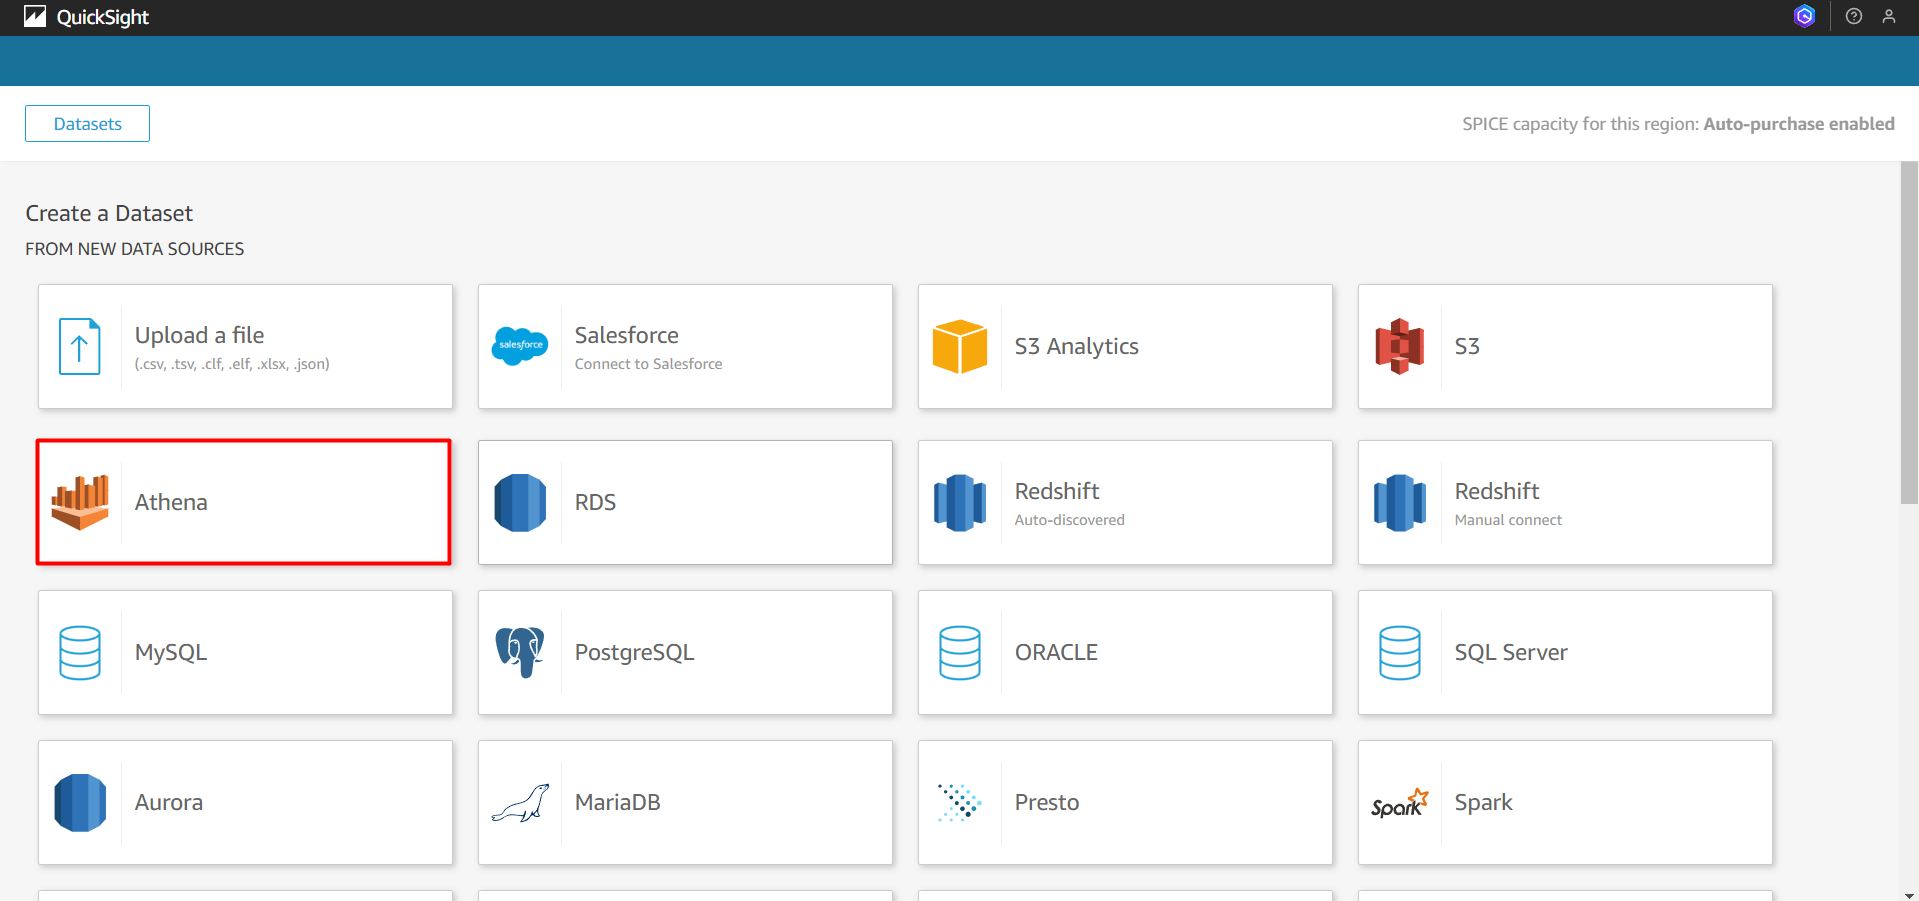 QuickSight
Datasets
SPICE capacity for this region: Auto-purchase enabled
Create a Dataset
FROM NEW DATA SOURCES
Upload a file
(.csv, .tsv, .clf, .elf, .xlsx, .json)
salesforce
Salesforce
Connect to Salesforce
S3 Analytics
S3
Athena
RDS
Redshift
Auto-discovered
Redshift
Manual connect
MySQL
PostgreSQL
ORACLE
SQL Server
Aurora
MariaDB
Presto
Spark
Spark